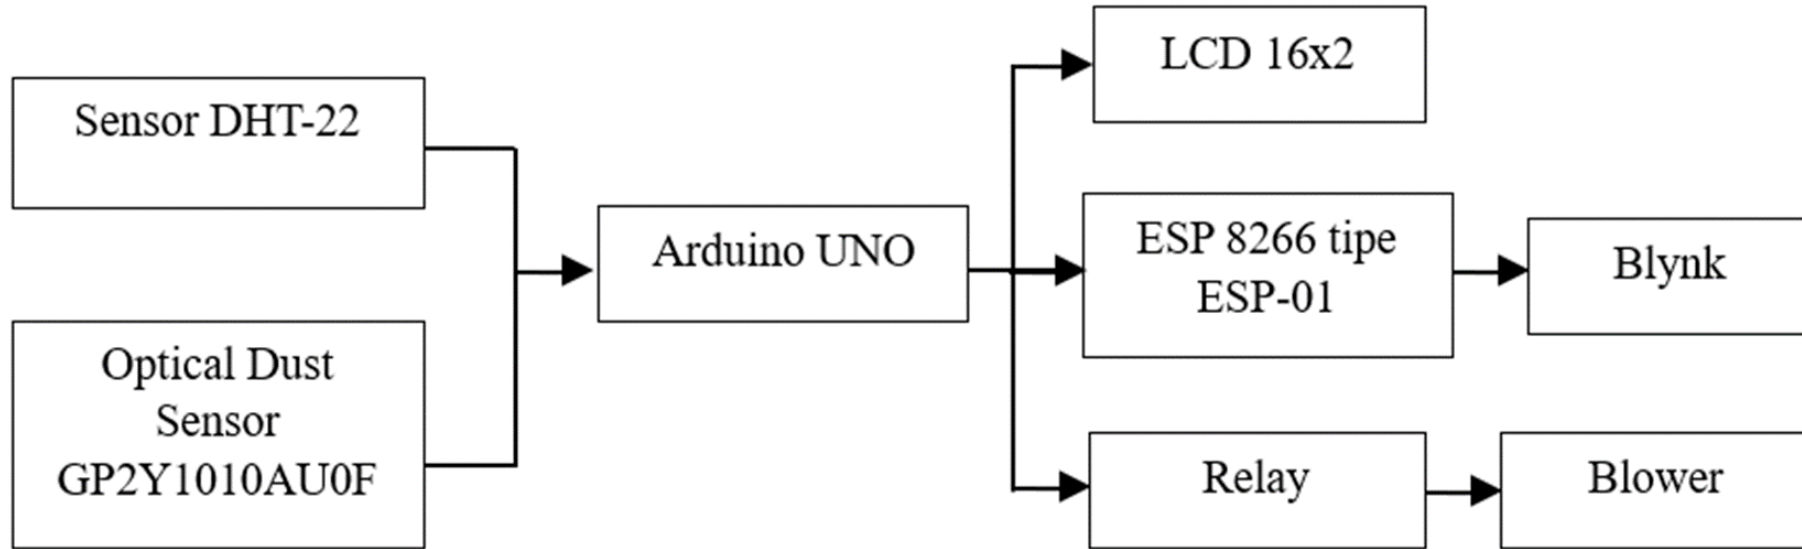 Sensor DHT-22
Optical Dust
Sensor
GP2Y1010AU0F
Arduino UNO
LCD 16x2
ESP 8266 tipe
ESP-01
Blynk
Relay
Blower